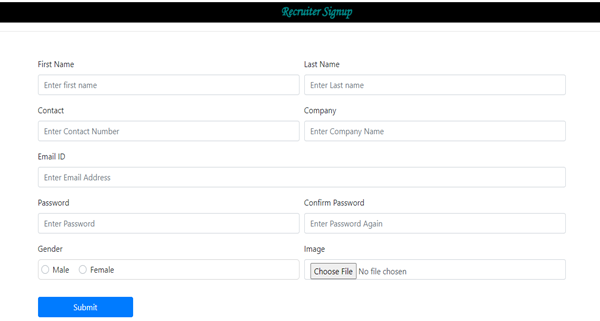 Recruiter Signup
First Name Last Name
Enter first name Enter Last name
Contact Company
Enter Contact Number Enter Company Name
Email ID
Enter Email Address
Password Confirm Password
Enter Password Enter Password Again
Gender Image
Male Female Choose File No file chosen
Submit